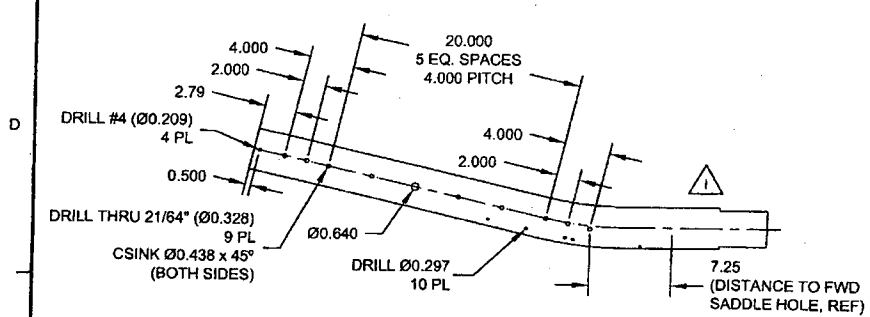 20.000
5 EQ. SPACES
4.000 PITCH
4.000
2.000
2.79
D
DRILL #4 (Ø0.209)
4 PL
4.000
2.000
0.500
DRILL THRU 21/64" (Ø0.328)
9 PL
CSINK Ø0.438 x 45°
(BOTH SIDES)
Ø0.640
DRILL Ø0.297
10 PL
1
7.25
(DISTANCE TO FWD
SADDLE HOLE, REF)